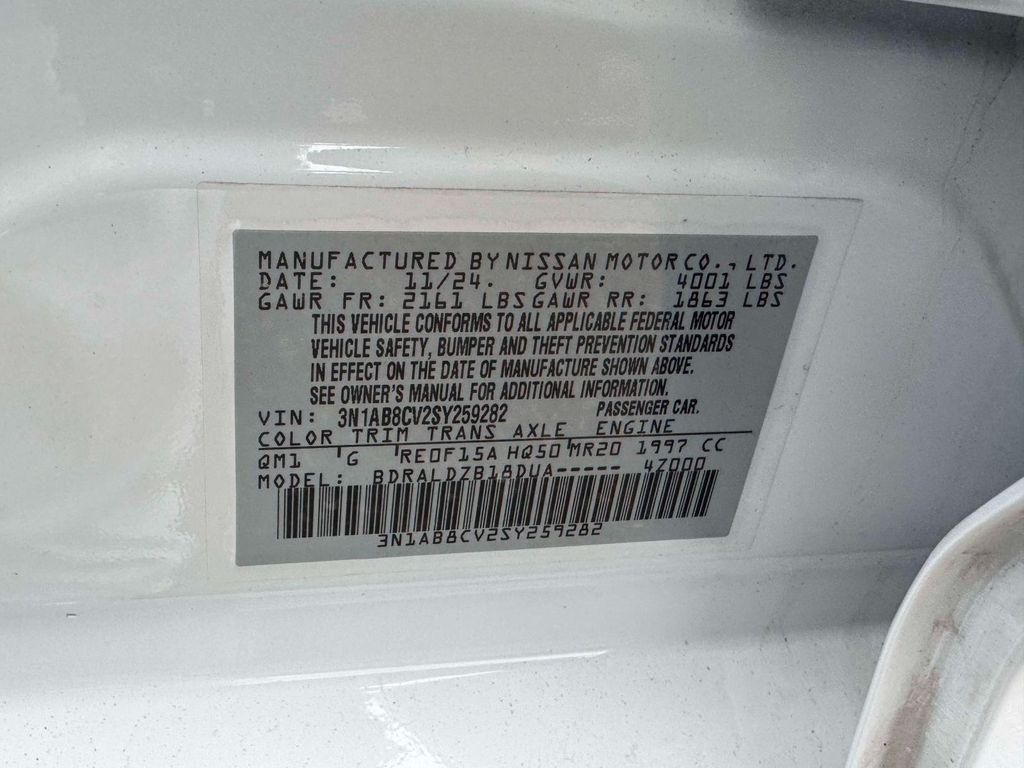 MANUFACTURED BY NISSAN MOTOR CO., LTD.
DATE: 11/24. GVWR: 4001 LBS
GAWR FR: 2161 LBS GAWR RR: 1863 LBS
THIS VEHICLE CONFORMS TO ALL APPLICABLE FEDERAL MOTOR
VEHICLE SAFETY, BUMPER AND THEFT PREVENTION STANDARDS
IN EFFECT ON THE DATE OF MANUFACTURE SHOWN ABOVE.
SEE OWNER'S MANUAL FOR ADDITIONAL INFORMATION.
VIN: 3N1AB8CV2SY259282 PASSENGER CAR.
COLOR TRIM TRANS AXLE ENGINE
QM1 'G 'RE0F15A HQ50'MR20 1997 CC
MODEL: BDRALDZB18DUA----- 4Z000
3N1AB8CV2SY259282